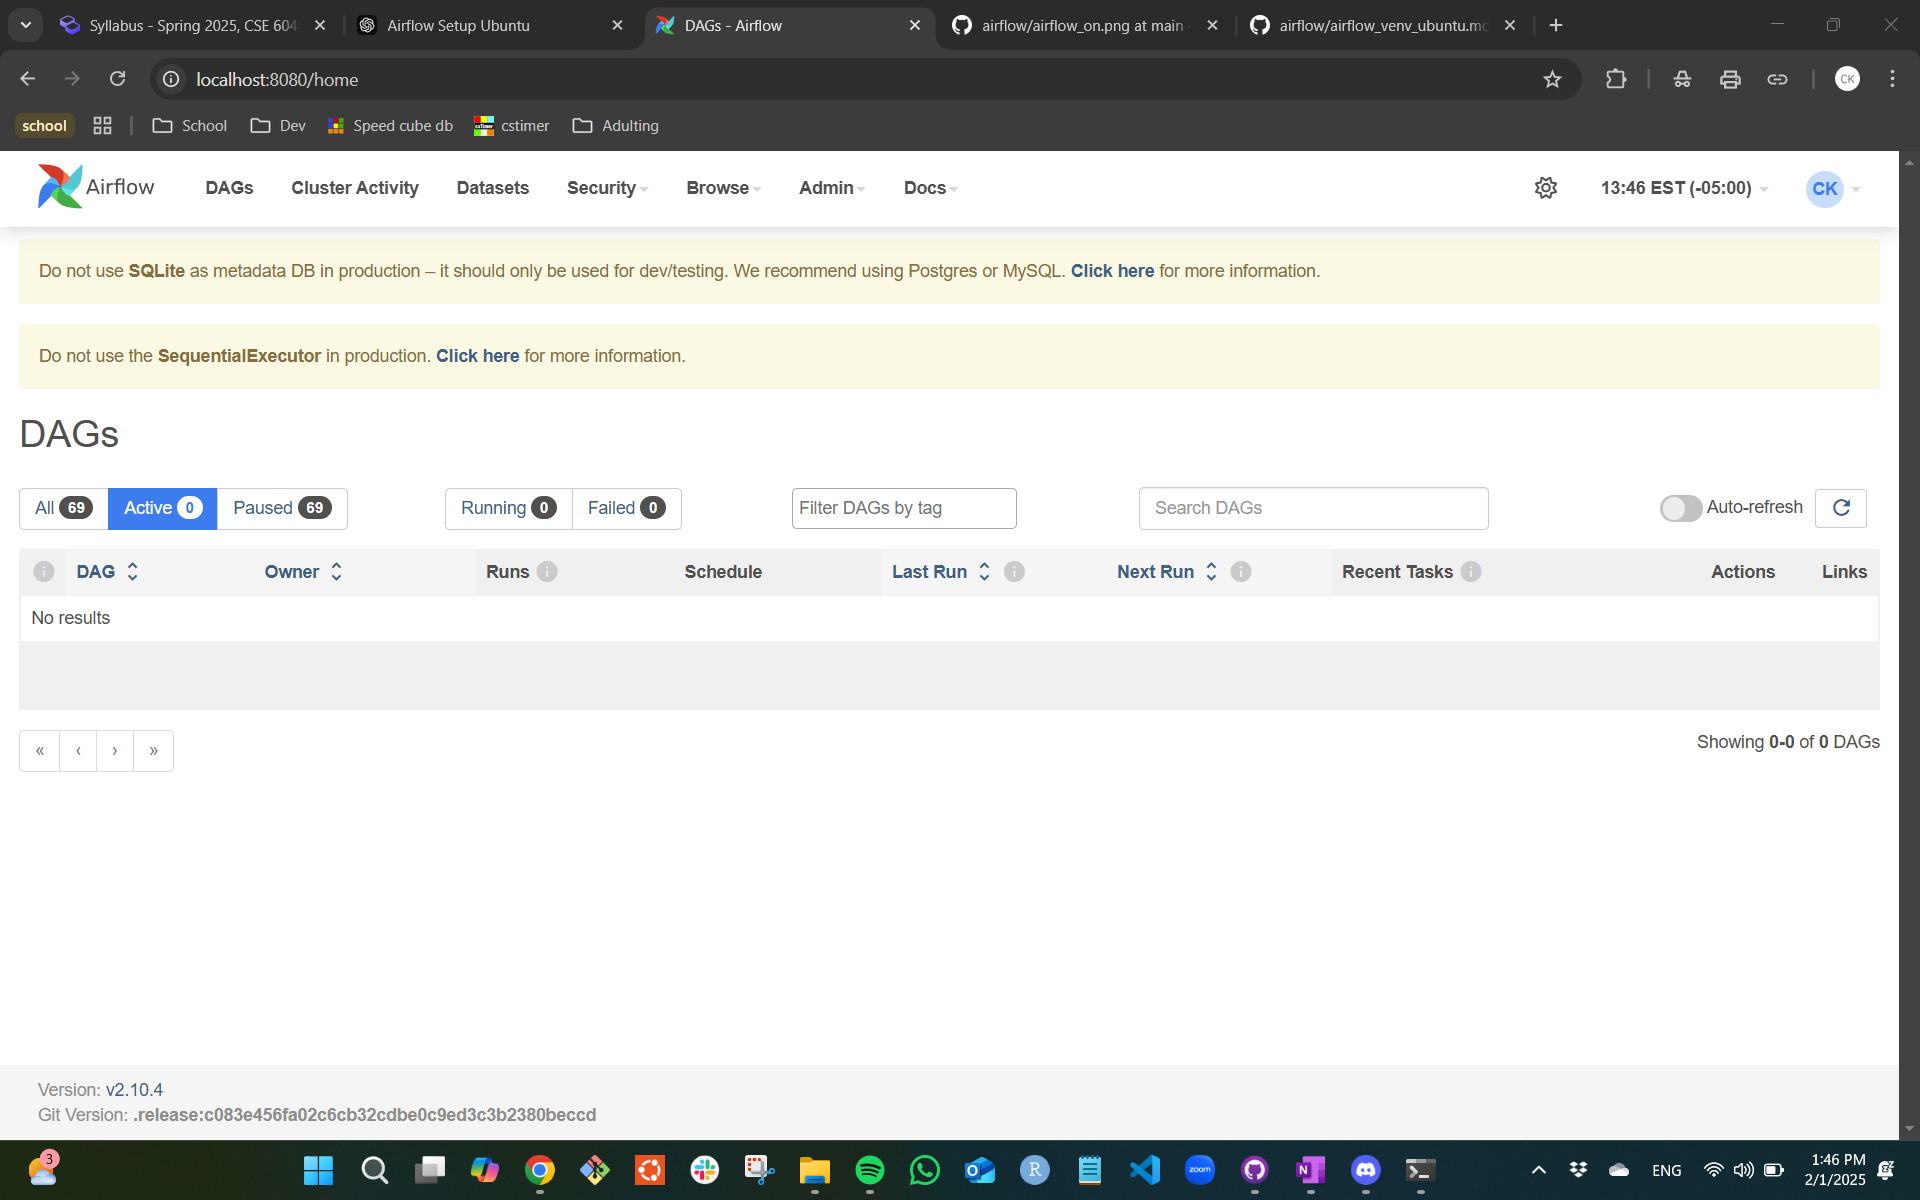 Syllabus - Spring 2025, CSE 604
Airflow Setup Ubuntu
DAGs - Airflow
airflow/airflow_on.png at main
airflow/airflow_venv_ubuntu.mc
localhost:8080/home
CK
school
School
Dev
Speed cube db
cstimer
Adulting
Airflow
DAGs
Cluster Activity
Datasets
Security
Browse
Admin
Docs
13:46 EST (-05:00)
CK
Do not use SQLite as metadata DB in production – it should only be used for dev/testing. We recommend using Postgres or MySQL. Click here for more information.
Do not use the SequentialExecutor in production. Click here for more information.
DAGs
All 69
Active 0
Paused 69
Running 0
Failed 0
Filter DAGs by tag
Search DAGs
Auto-refresh
DAG
Owner
Runs
Schedule
Last Run
Next Run
Recent Tasks
Actions
Links
No results
« ‹ › »
Showing 0-0 of 0 DAGs
Version: v2.10.4
Git Version: .release:c083e456fa02c6cb32cdbe0c9ed3c3b2380beccd
3
zoom
ENG
1:46 PM
2/1/2025